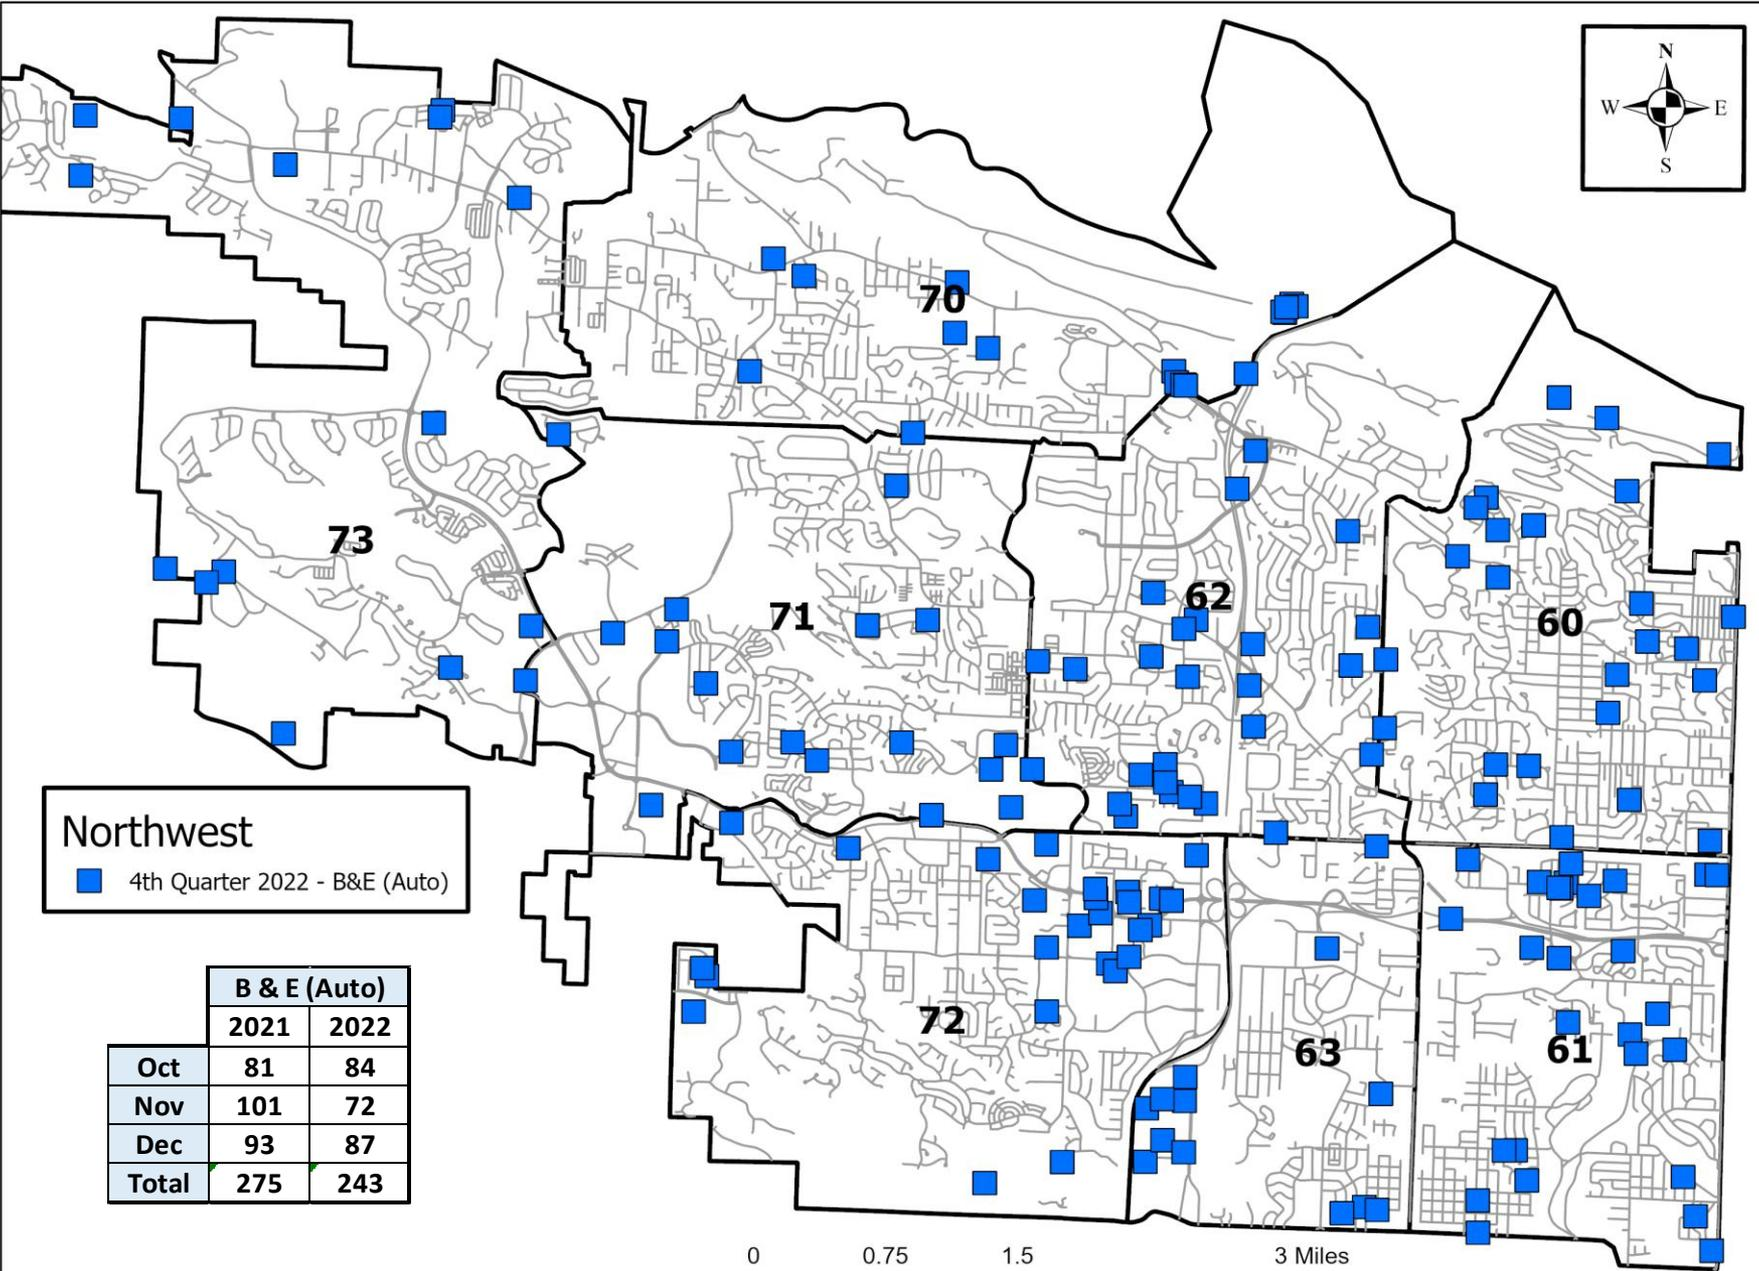 N
W E
S
70
73
62
71
60
Northwest
4th Quarter 2022 - B&E (Auto)
B & E (Auto)
2021 2022
Oct 81 84
Nov 101 72
Dec 93 87
Total 275 243
72
63
61
0 0.75 1.5 3 Miles